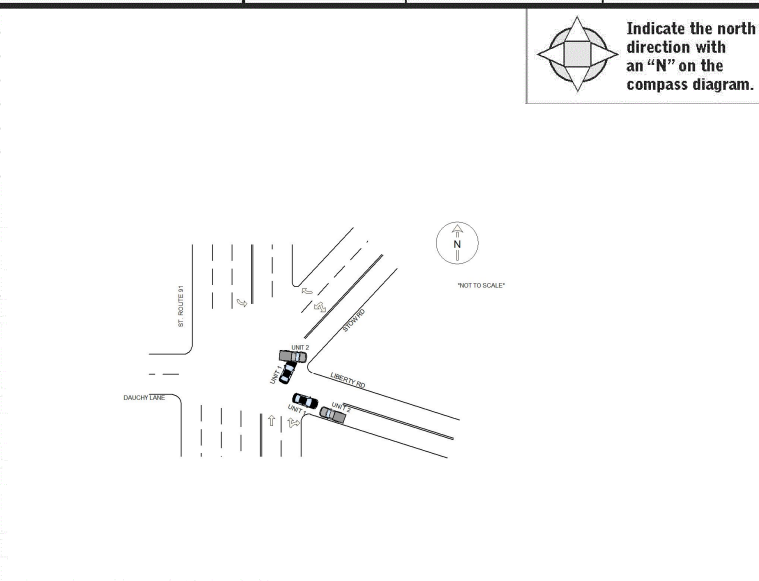 Indicate the north
direction with
an “N” on the
compass diagram.
N
"NOT TO SCALE"
ST. ROUTE 91
STOW RD
UNIT 2
UNIT 1
LIBERTY RD
DAUCHY LANE
UNIT 1
UNIT 2